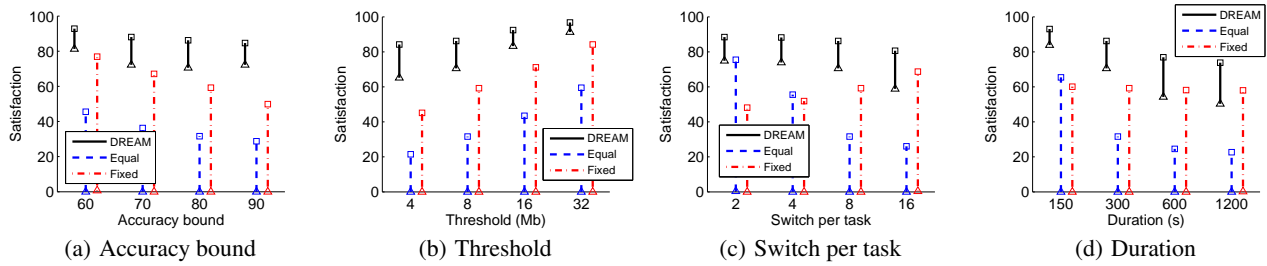 100
80
60
40
20
0
Satisfaction
60 70 80 90
Accuracy bound
DREAM
Equal
Fixed
(a) Accuracy bound
100
80
60
40
20
0
Satisfaction
4 8 16 32
Threshold (Mb)
DREAM
Equal
Fixed
(b) Threshold
100
80
60
40
20
0
Satisfaction
2 4 8 16
Switch per task
DREAM
Equal
Fixed
(c) Switch per task
100
80
60
40
20
0
Satisfaction
150 300 600 1200
Duration (s)
DREAM
Equal
Fixed
(d) Duration